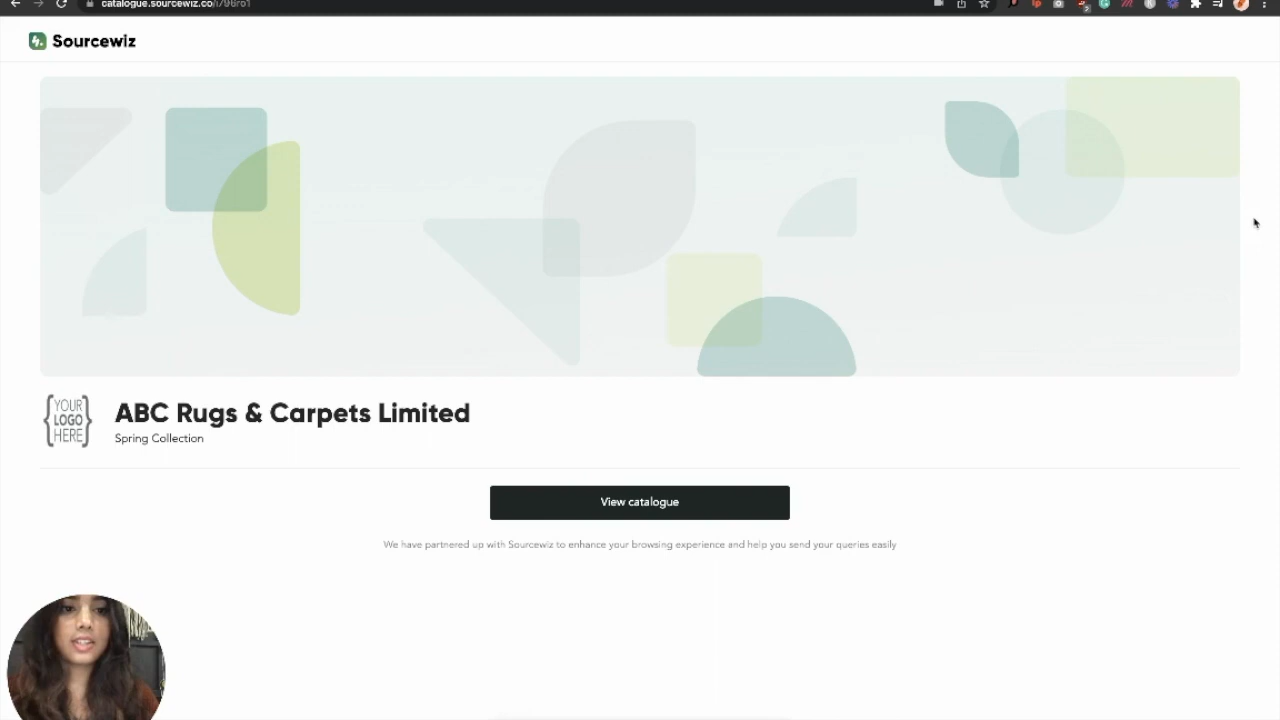 catalogue.sourcewiz.co/i/96ro1
Sourcewiz
YOUR
LOGO
HERE
ABC Rugs & Carpets Limited
Spring Collection
View catalogue
We have partnered up with Sourcewiz to enhance your browsing experience and help you send your queries easily